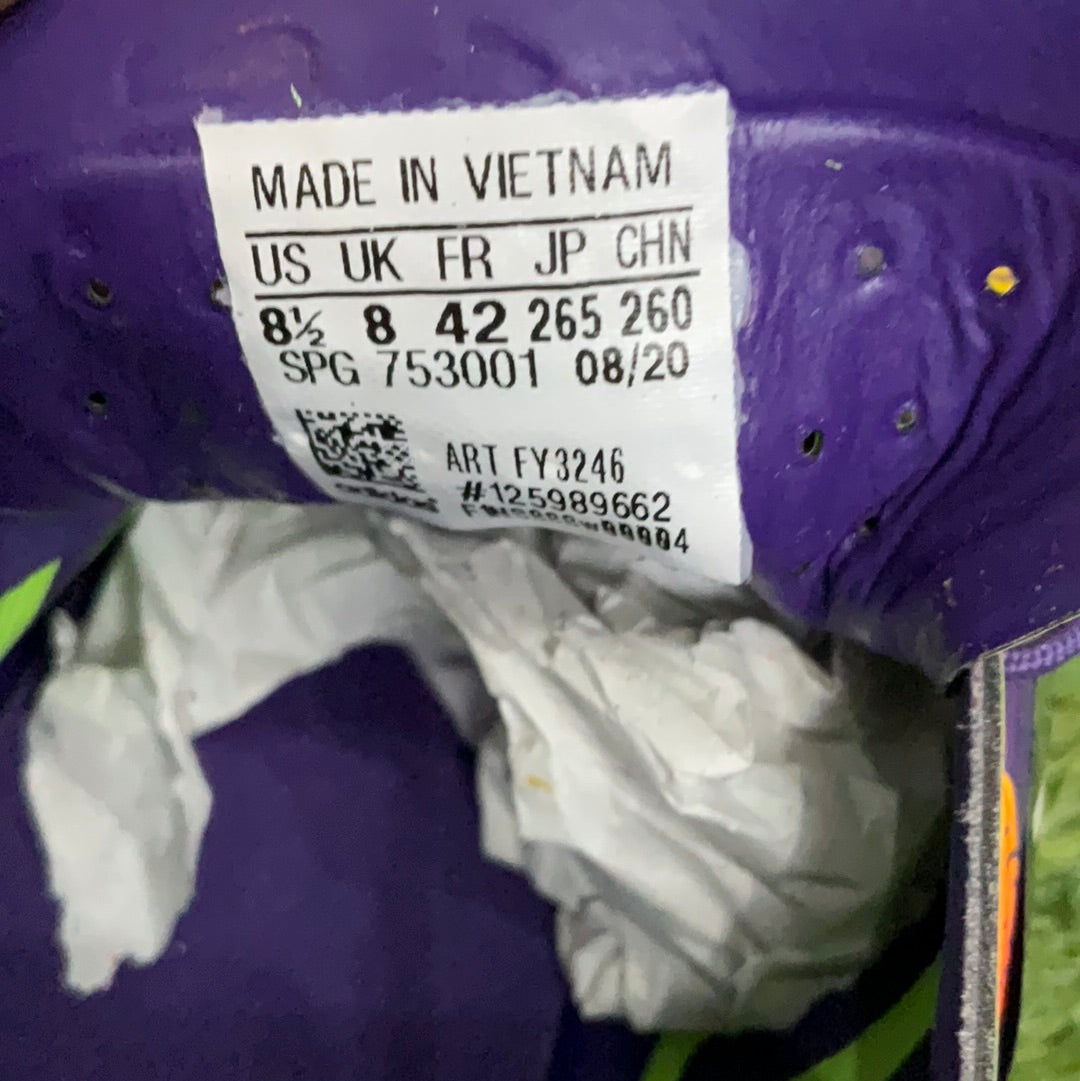 MADE IN VIETNAM
US UK FR JP CHN
8½ 8 42 265 260
SPG 753001 08/20
ART FY3246
adidas #125989662